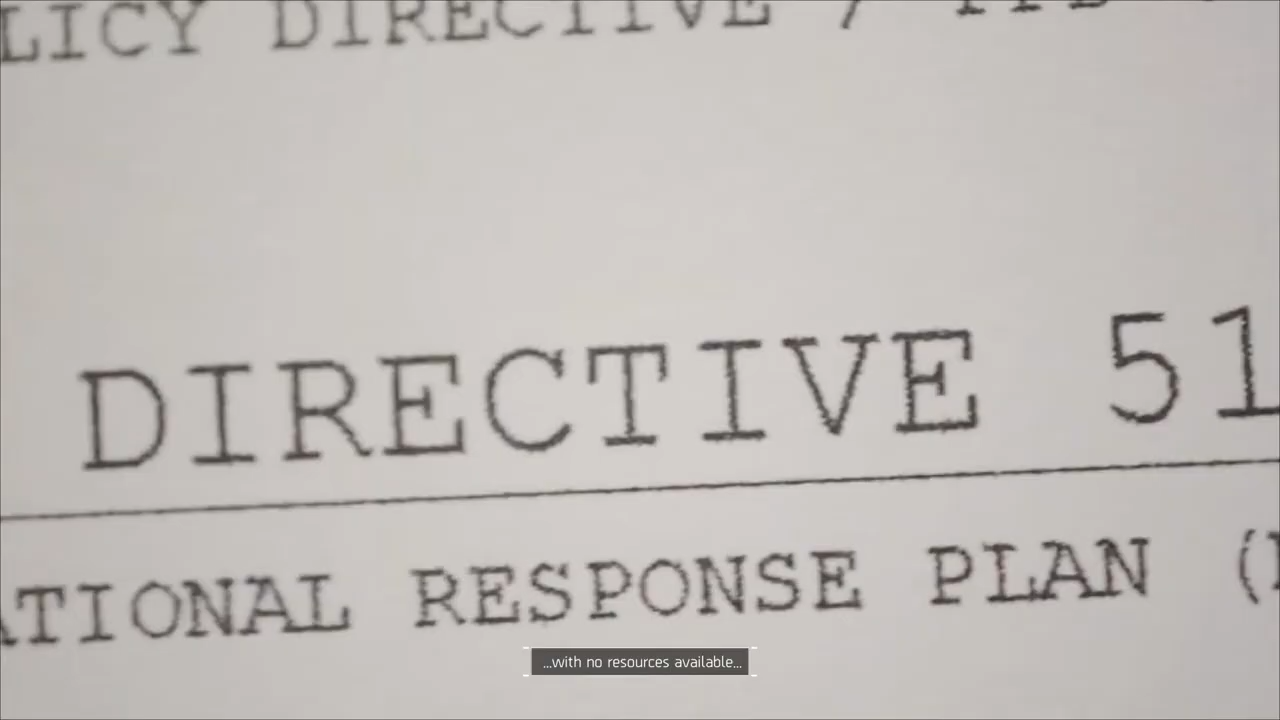 LICY DIRECTIVE /
DIRECTIVE 51
ATIONAL RESPONSE PLAN (
...with no resources available...